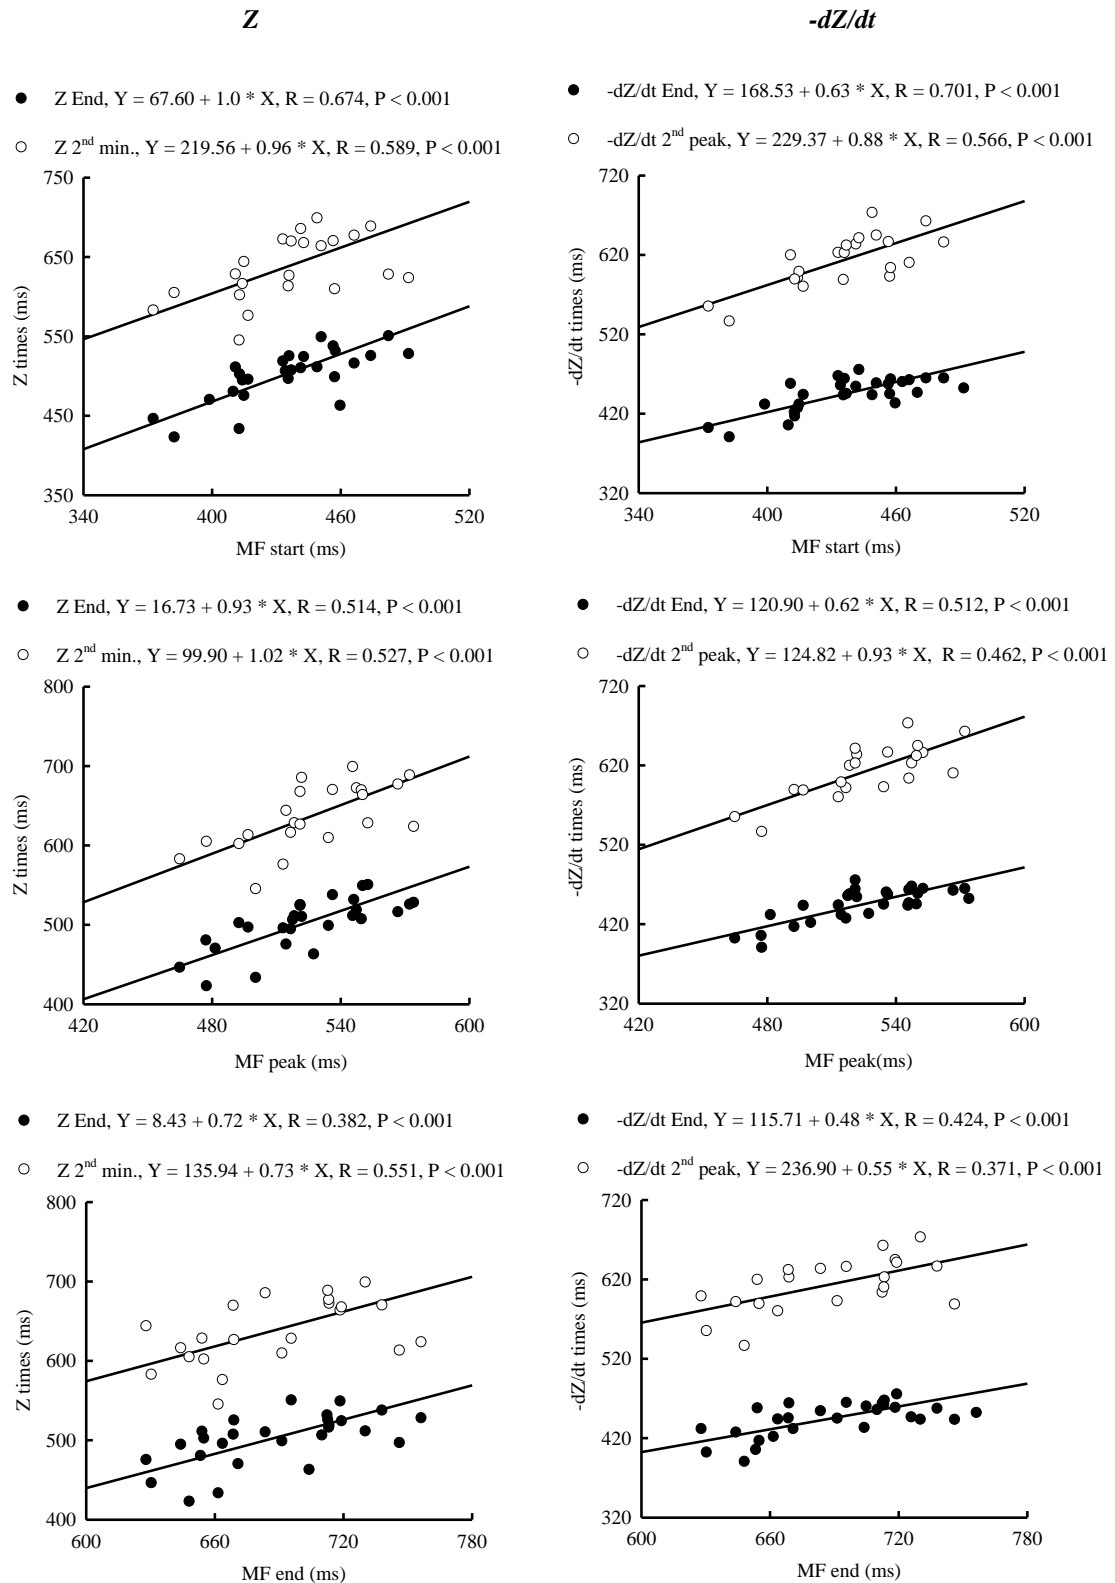 Z
-dZ/dt
Z End, Y = 67.60 + 1.0 * X, R = 0.674, P < 0.001
Z 2nd min., Y = 219.56 + 0.96 * X, R = 0.589, P < 0.001
750
650
550
450
350
Z times (ms)
340 400 460 520
MF start (ms)
-dZ/dt End, Y = 168.53 + 0.63 * X, R = 0.701, P < 0.001
-dZ/dt 2nd peak, Y = 229.37 + 0.88 * X, R = 0.566, P < 0.001
720
620
520
420
320
-dZ/dt times (ms)
340 400 460 520
MF start (ms)
Z End, Y = 16.73 + 0.93 * X, R = 0.514, P < 0.001
Z 2nd min., Y = 99.90 + 1.02 * X, R = 0.527, P < 0.001
800
700
600
500
400
Z times (ms)
420 480 540 600
MF peak (ms)
-dZ/dt End, Y = 120.90 + 0.62 * X, R = 0.512, P < 0.001
-dZ/dt 2nd peak, Y = 124.82 + 0.93 * X, R = 0.462, P < 0.001
720
620
520
420
320
-dZ/dt times (ms)
420 480 540 600
MF peak(ms)
Z End, Y = 8.43 + 0.72 * X, R = 0.382, P < 0.001
Z 2nd min., Y = 135.94 + 0.73 * X, R = 0.551, P < 0.001
800
700
600
500
400
Z times (ms)
600 660 720 780
MF end (ms)
-dZ/dt End, Y = 115.71 + 0.48 * X, R = 0.424, P < 0.001
-dZ/dt 2nd peak, Y = 236.90 + 0.55 * X, R = 0.371, P < 0.001
720
620
520
420
320
-dZ/dt times (ms)
600 660 720 780
MF end (ms)